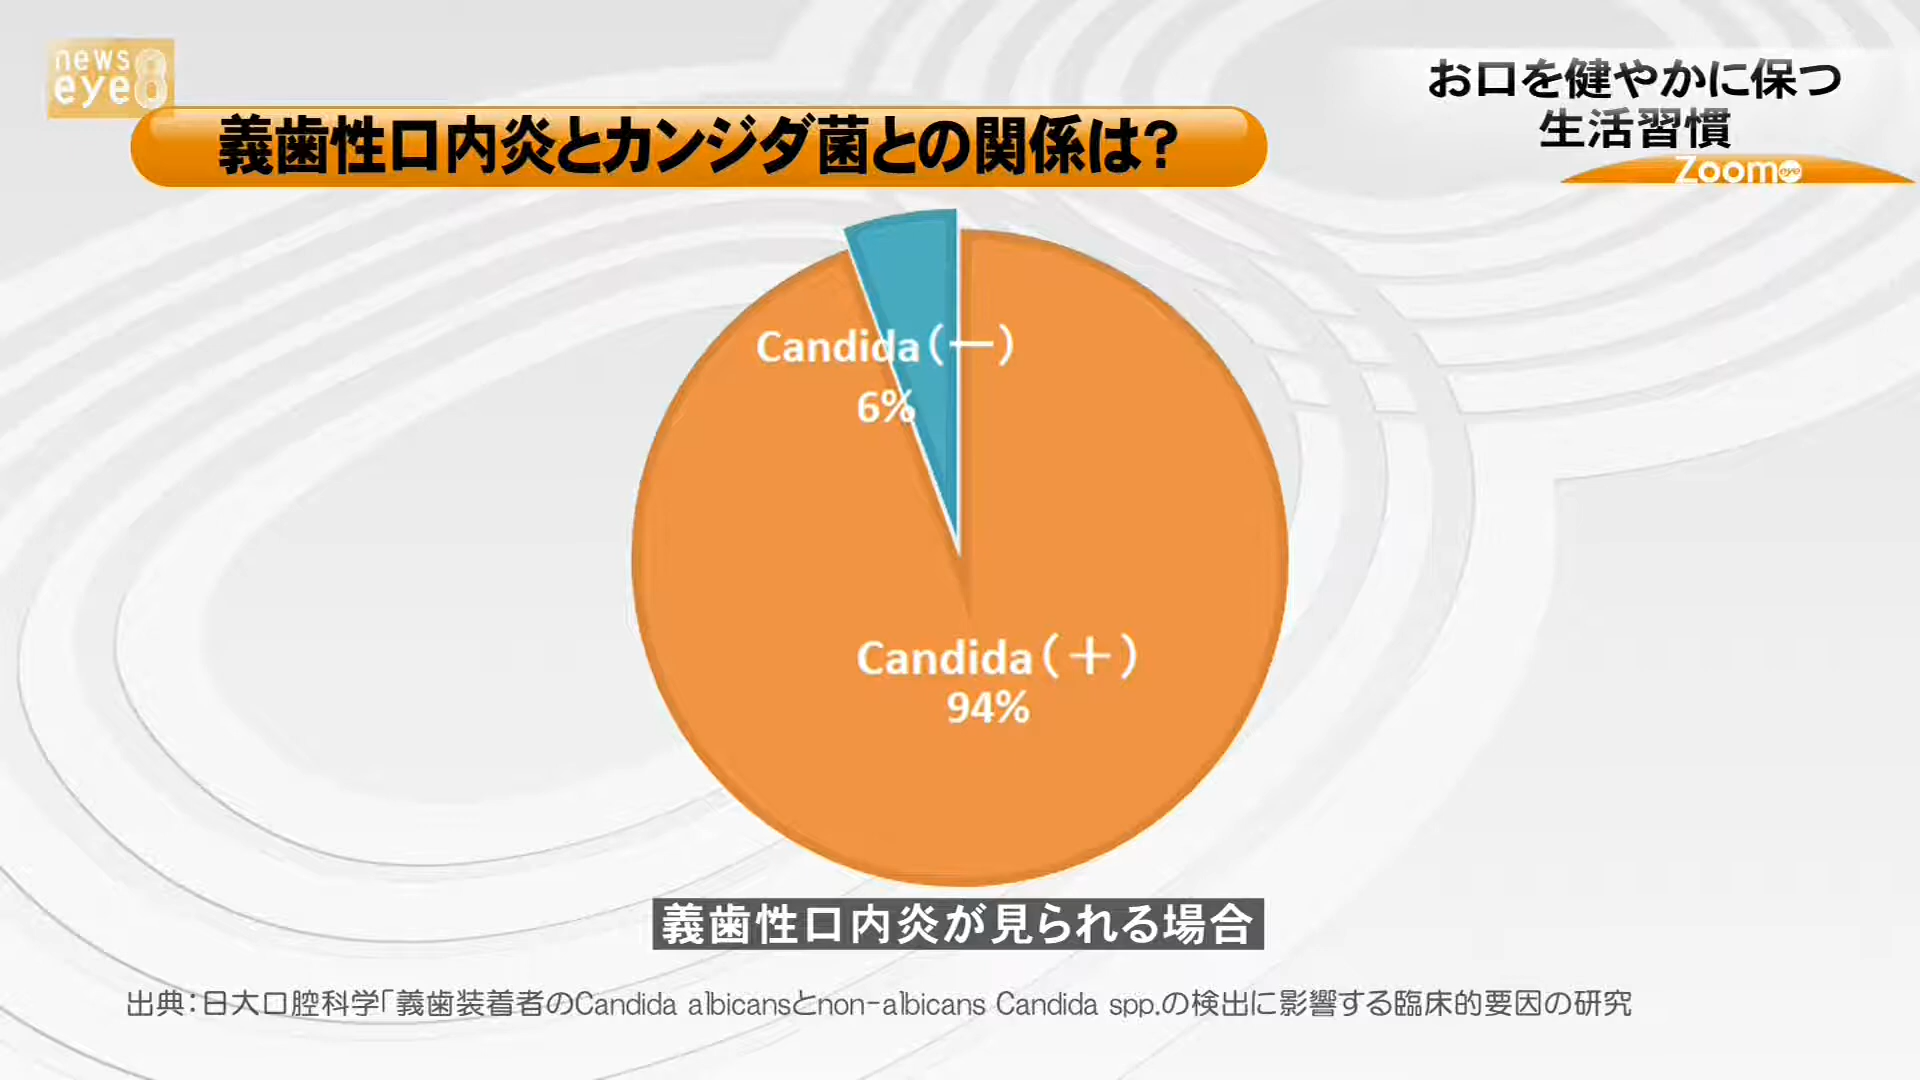 news
eye8
お口を健やかに保つ
生活習慣
Zoom eye
義歯性口内炎とカンジダ菌との関係は？
Candida（－）
6%
Candida（＋）
94%
義歯性口内炎が見られる場合
出典：日大口腔科学「義歯装着者のCandida albicansとnon-albicans Candida spp.の検出に影響する臨床的要因の研究